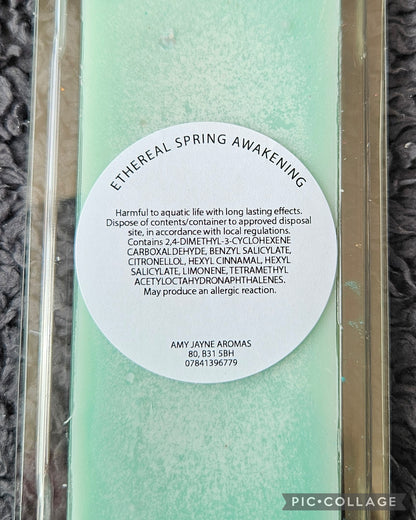 ETHEREAL SPRING AWAKENING
Harmful to aquatic life with long lasting effects.
Dispose of contents/container to approved disposal
site, in accordance with local regulations.
Contains 2,4-DIMETHYL-3-CYCLOHEXENE
CARBOXALDEHYDE, BENZYL SALICYLATE,
CITRONELLOL, HEXYL CINNAMAL, HEXYL
SALICYLATE, LIMONENE, TETRAMETHYL
ACETYLOCTAHYDRONAPHTHALENES.
May produce an allergic reaction.
AMY JAYNE AROMAS
80, B31 5BH
07841396779
PIC•COLLAGE